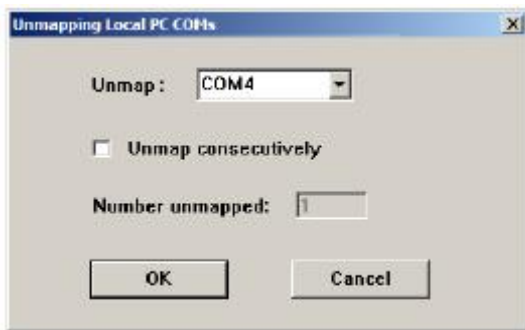 Unmapping Local PC COMs
Unmap : COM4
Unmap consecutively
Number unmapped: 1
OK Cancel